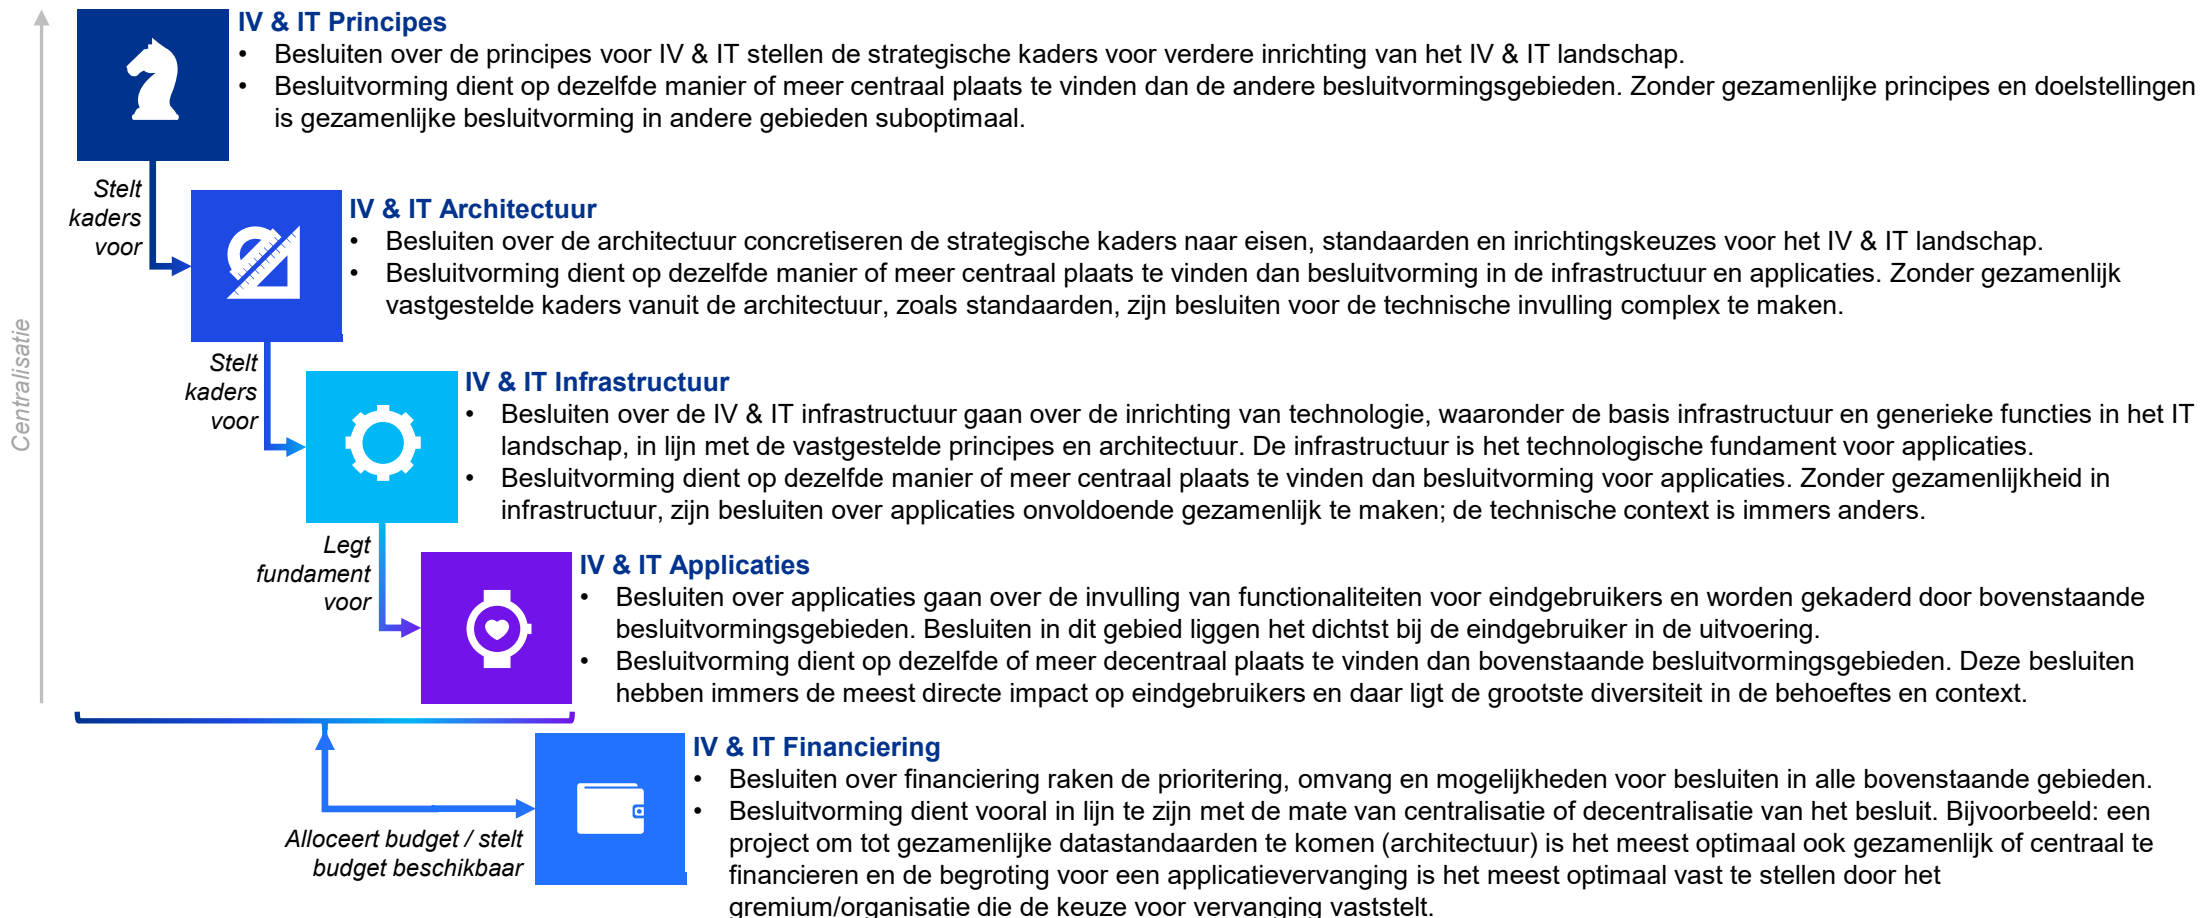 IV & IT Principes
• Besluiten over de principes voor IV & IT stellen de strategische kaders voor verdere inrichting van het IV & IT landschap.
• Besluitvorming dient op dezelfde manier of meer centraal plaats te vinden dan de andere besluitvormingsgebieden. Zonder gezamenlijke principes en doelstellingen
is gezamenlijke besluitvorming in andere gebieden suboptimaal.
Stelt
kaders
voor
IV & IT Architectuur
• Besluiten over de architectuur concretiseren de strategische kaders naar eisen, standaarden en inrichtingskeuzes voor het IV & IT landschap.
• Besluitvorming dient op dezelfde manier of meer centraal plaats te vinden dan besluitvorming in de infrastructuur en applicaties. Zonder gezamenlijk
vastgestelde kaders vanuit de architectuur, zoals standaarden, zijn besluiten voor de technische invulling complex te maken.
Centralisatie
Stelt
kaders
voor
IV & IT Infrastructuur
• Besluiten over de IV & IT infrastructuur gaan over de inrichting van technologie, waaronder de basis infrastructuur en generieke functies in het IT
landschap, in lijn met de vastgestelde principes en architectuur. De infrastructuur is het technologische fundament voor applicaties.
• Besluitvorming dient op dezelfde manier of meer centraal plaats te vinden dan besluitvorming voor applicaties. Zonder gezamenlijkheid in
infrastructuur, zijn besluiten over applicaties onvoldoende gezamenlijk te maken; de technische context is immers anders.
Legt
fundament
voor
IV & IT Applicaties
• Besluiten over applicaties gaan over de invulling van functionaliteiten voor eindgebruikers en worden gekaderd door bovenstaande
besluitvormingsgebieden. Besluiten in dit gebied liggen het dichtst bij de eindgebruiker in de uitvoering.
• Besluitvorming dient op dezelfde of meer decentraal plaats te vinden dan bovenstaande besluitvormingsgebieden. Deze besluiten
hebben immers de meest directe impact op eindgebruikers en daar ligt de grootste diversiteit in de behoeftes en context.
IV & IT Financiering
• Besluiten over financiering raken de prioritering, omvang en mogelijkheden voor besluiten in alle bovenstaande gebieden.
• Besluitvorming dient vooral in lijn te zijn met de mate van centralisatie of decentralisatie van het besluit. Bijvoorbeeld: een
project om tot gezamenlijke datastandaarden te komen (architectuur) is het meest optimaal ook gezamenlijk of centraal te
financieren en de begroting voor een applicatievervanging is het meest optimaal vast te stellen door het
gremium/organisatie die de keuze voor vervanging vaststelt.
Alloceert budget / stelt
budget beschikbaar